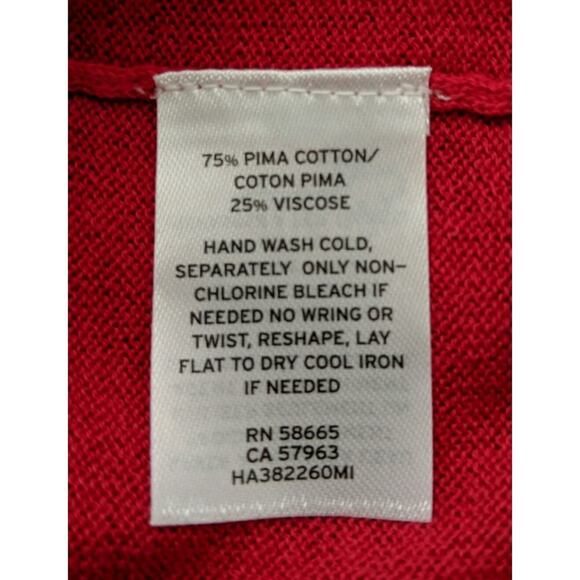 75% PIMA COTTON/
COTON PIMA
25% VISCOSE
HAND WASH COLD,
SEPARATELY ONLY NON-
CHLORINE BLEACH IF
NEEDED NO WRING OR
TWIST, RESHAPE, LAY
FLAT TO DRY COOL IRON
IF NEEDED
RN 58665
CA 57963
HA382260MI